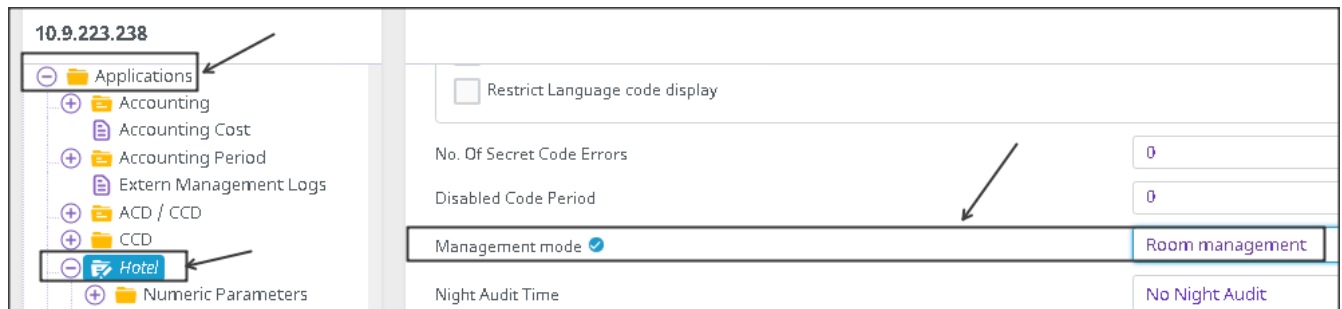 10.9.223.238
Applications
Accounting
Accounting Cost
Accounting Period
Extern Management Logs
ACD / CCD
CCD
Hotel
Numeric Parameters
Restrict Language code display
No. Of Secret Code Errors
0
Disabled Code Period
0
Management mode
Room management
Night Audit Time
No Night Audit